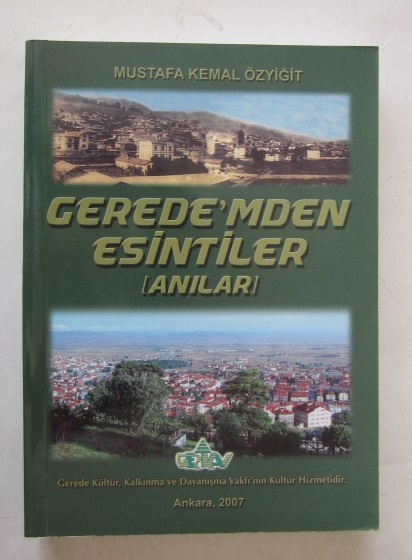 MUSTAFA KEMAL ÖZYİĞİT
GEREDE'MDEN
ESİNTİLER
[ANILAR]
Gerede Kültür, Kalkınma ve Dayanışma Vakfı'nın Kültür Hizmetidir.
Ankara, 2007